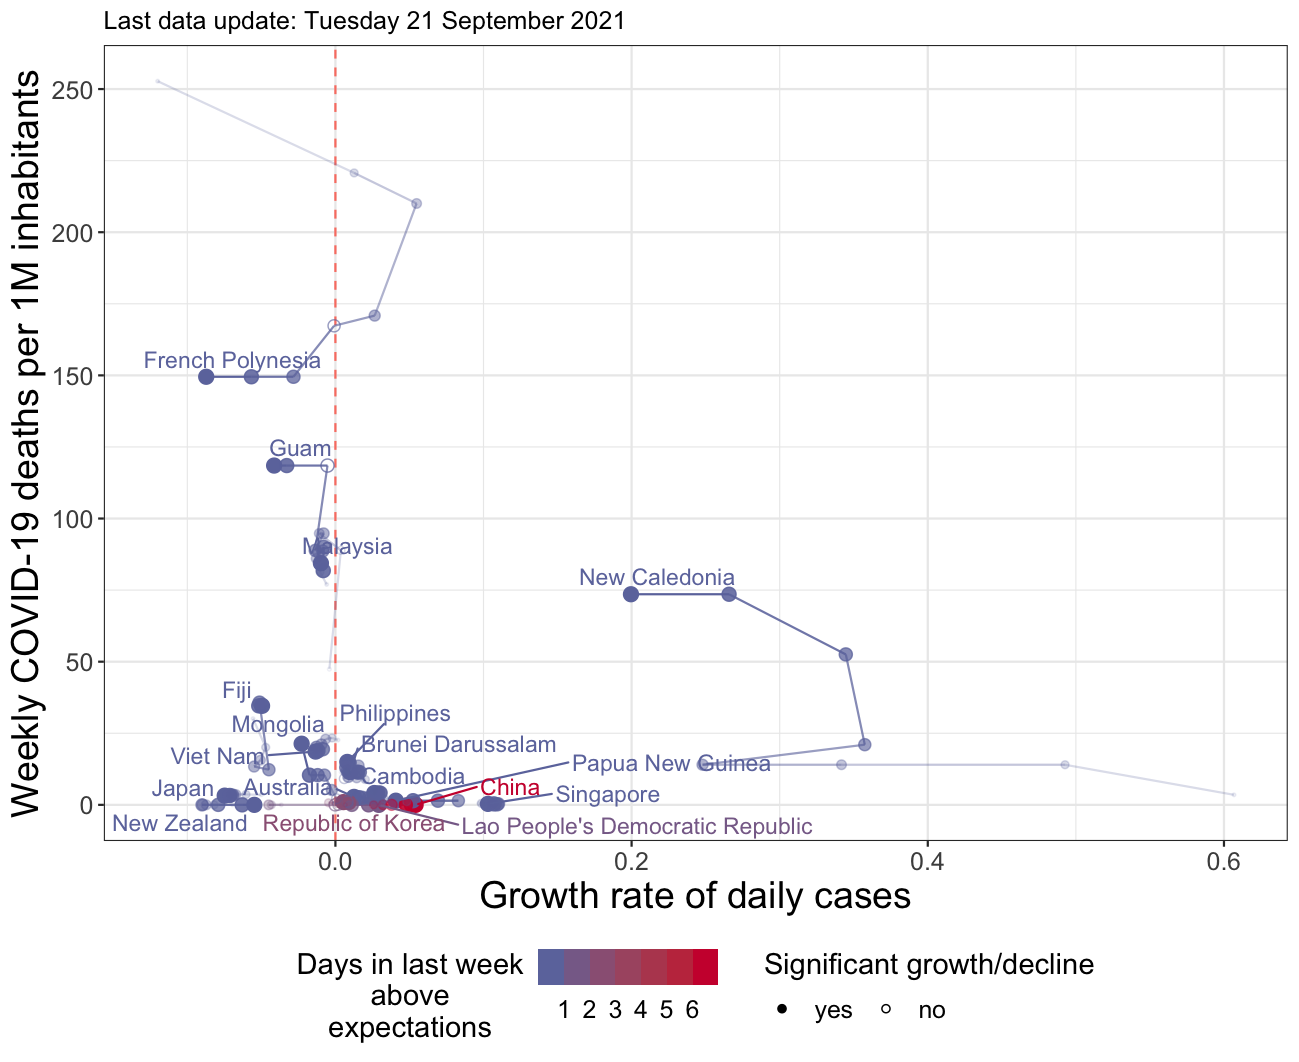 Last data update: Tuesday 21 September 2021
Weekly COVID-19 deaths per 1M inhabitants
250
200
150
100
50
0
French Polynesia
Guam
Malaysia
New Caledonia
Fiji
Mongolia
Philippines
Viet Nam
Brunei Darussalam
Papua New Guinea
Cambodia
Japan
Australia
China
Singapore
New Zealand
Republic of Korea
Lao People's Democratic Republic
0.0
0.2
0.4
0.6
Growth rate of daily cases
Days in last week
above
expectations
1 2 3 4 5 6
Significant growth/decline
yes
no